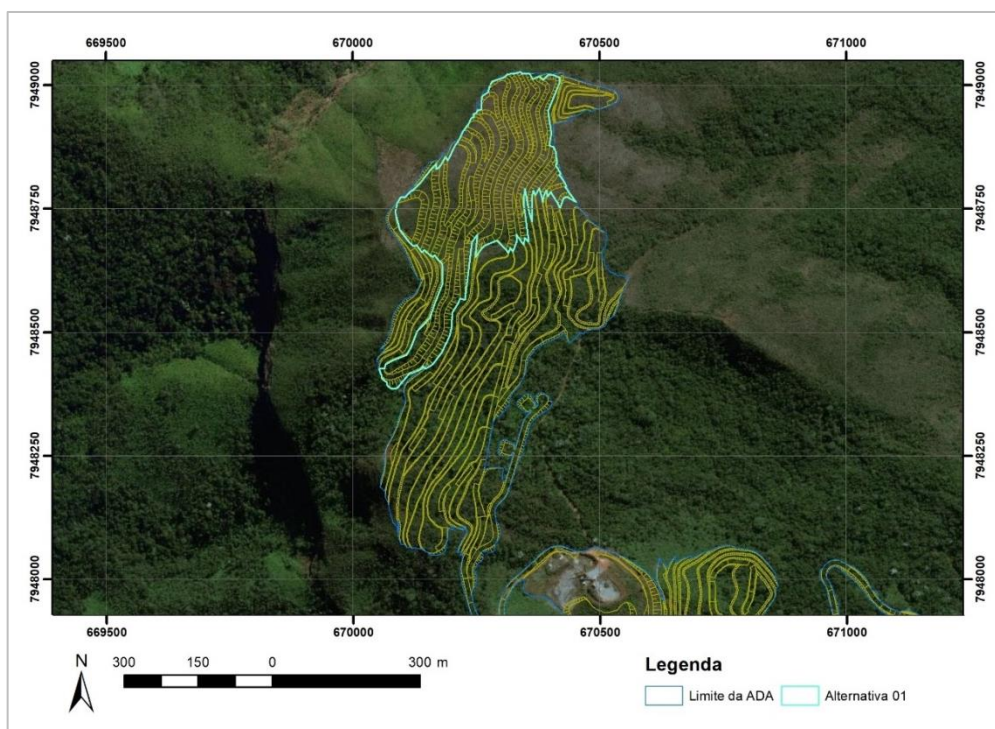 669500 670000 670500 671000
7949000 7949000
7948750 7948750
7948500 7948500
7948250 7948250
7948000 7948000
669500 670000 670500 671000
N
300 150 0 300 m
Legenda
Limite da ADA Alternativa 01